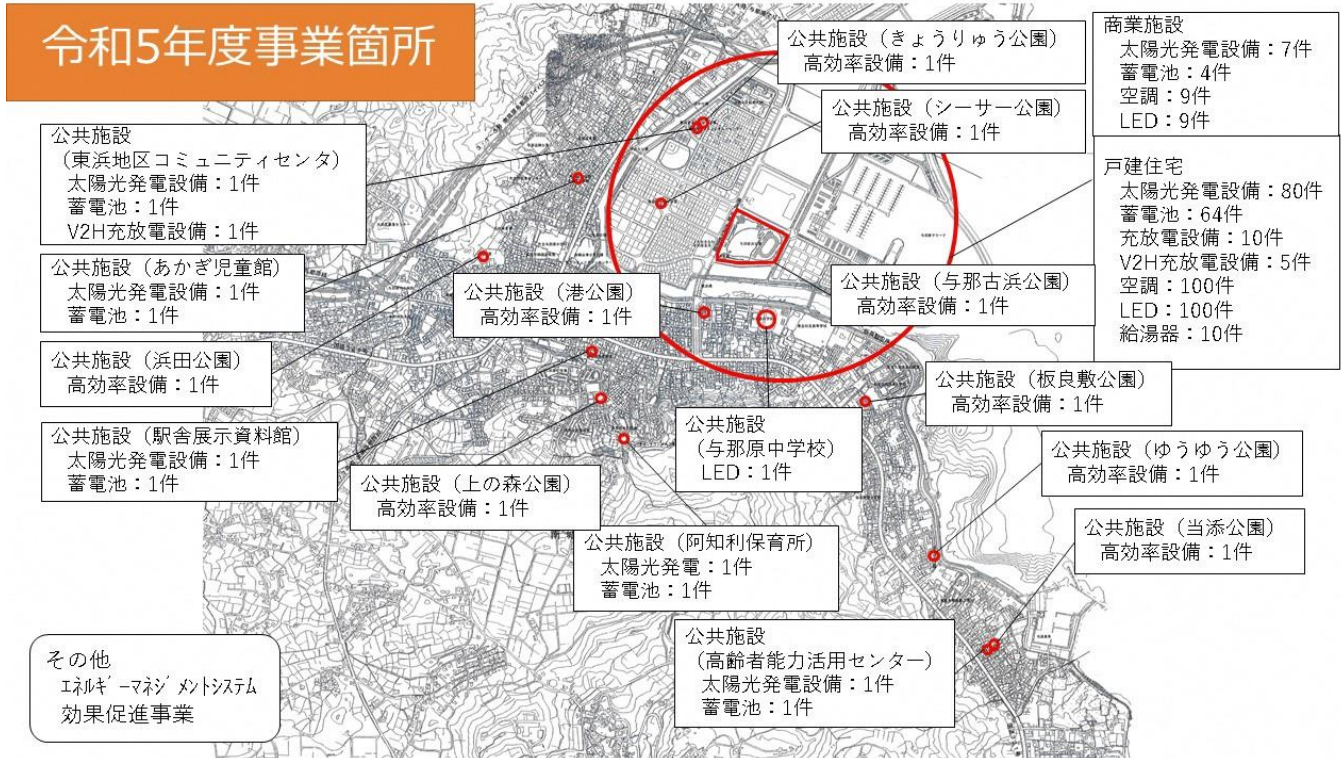 令和5年度事業箇所
公共施設
(東浜地区コミュニティセンタ)
太陽光発電設備:1件
蓄電池:1件
V2H充放電設備:1件
公共施設(あかぎ児童館)
太陽光発電設備:1件
蓄電池:1件
公共施設(浜田公園)
高効率設備:1件
公共施設(駅舎展示資料館)
太陽光発電設備:1件
蓄電池:1件
公共施設(上の森公園)
高効率設備:1件
公共施設(港公園)
高効率設備:1件
公共施設(きょうりゅう公園)
高効率設備:1件
公共施設(シーサー公園)
高効率設備:1件
公共施設(与那古浜公園)
高効率設備:1件
公共施設
(与那原中学校)
LED:1件
公共施設(阿知利保育所)
太陽光発電:1件
蓄電池:1件
公共施設
(高齢者能力活用センター)
太陽光発電設備:1件
蓄電池:1件
商業施設
太陽光発電設備:7件
蓄電池:4件
空調:9件
LED:9件
戸建住宅
太陽光発電設備:80件
蓄電池:64件
充放電設備:10件
V2H充放電設備:5件
空調:100件
LED:100件
給湯器:10件
公共施設(板良敷公園)
高効率設備:1件
公共施設(ゆうゆう公園)
高効率設備:1件
公共施設(当添公園)
高効率設備:1件
その他
エネルギーマネジメントシステム
効果促進事業